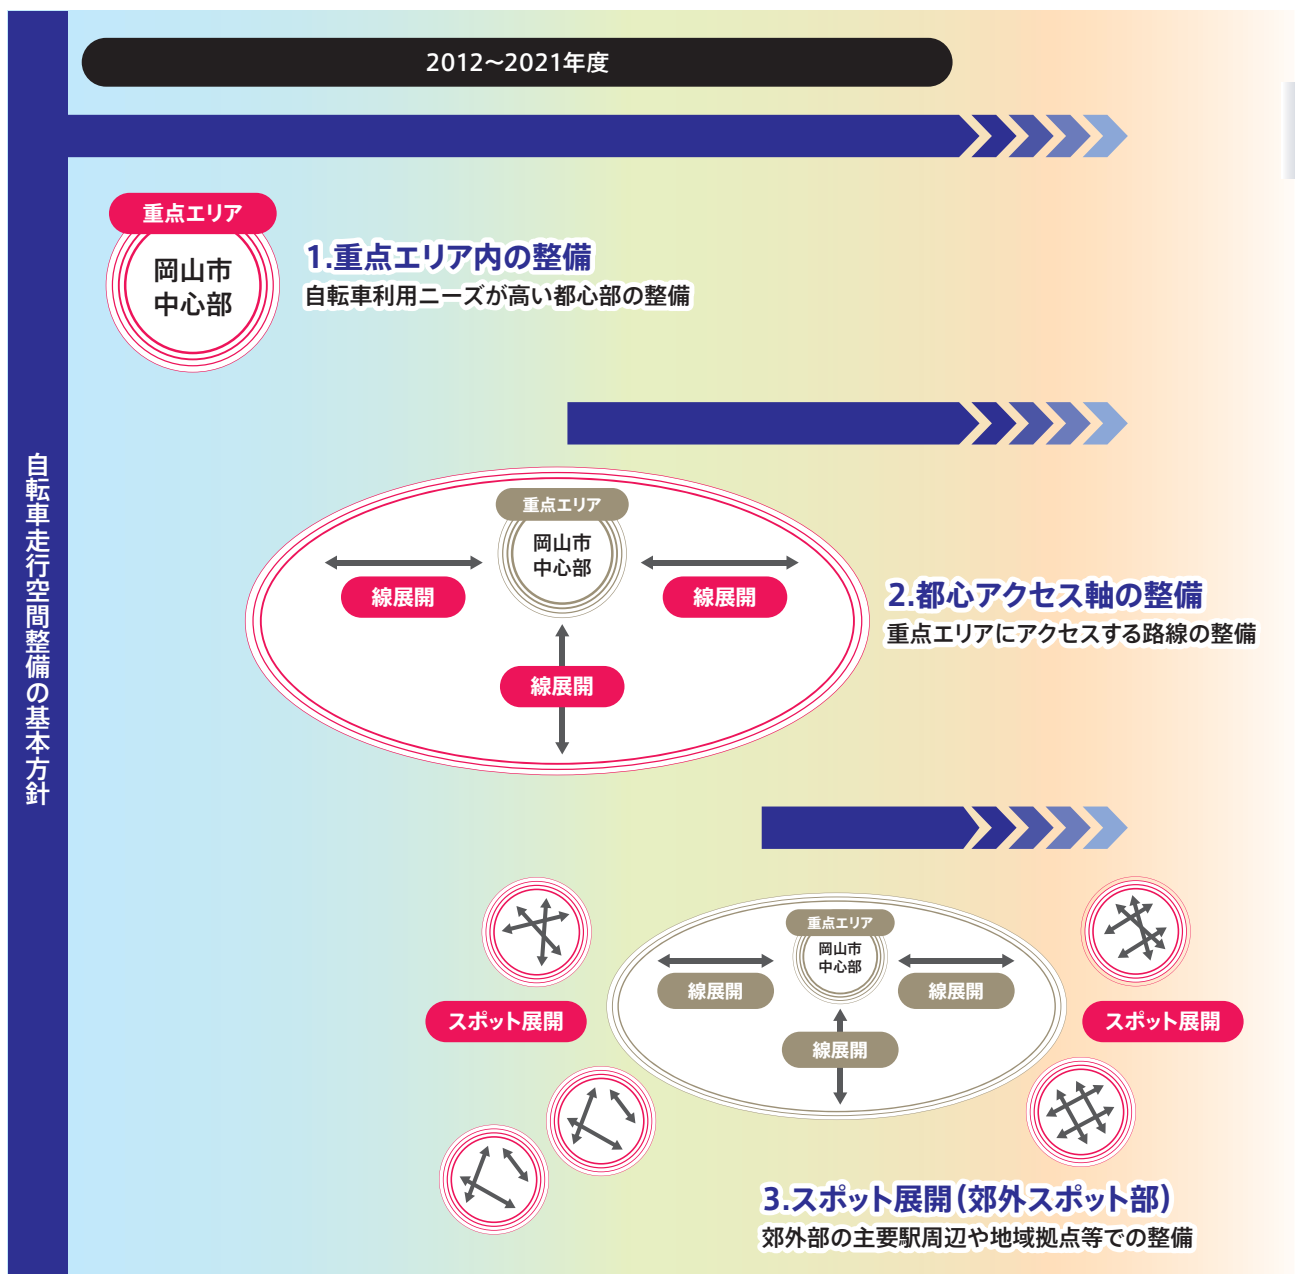 2012〜2021年度
自転車走行空間整備の基本方針
重点エリア
岡山市
中心部
1.重点エリア内の整備
自転車利用ニーズが高い都心部の整備
重点エリア
岡山市
中心部
線展開
線展開
線展開
2.都心アクセス軸の整備
重点エリアにアクセスする路線の整備
重点エリア
岡山市
中心部
線展開
線展開
線展開
スポット展開
スポット展開
3.スポット展開(郊外スポット部)
郊外部の主要駅周辺や地域拠点等での整備